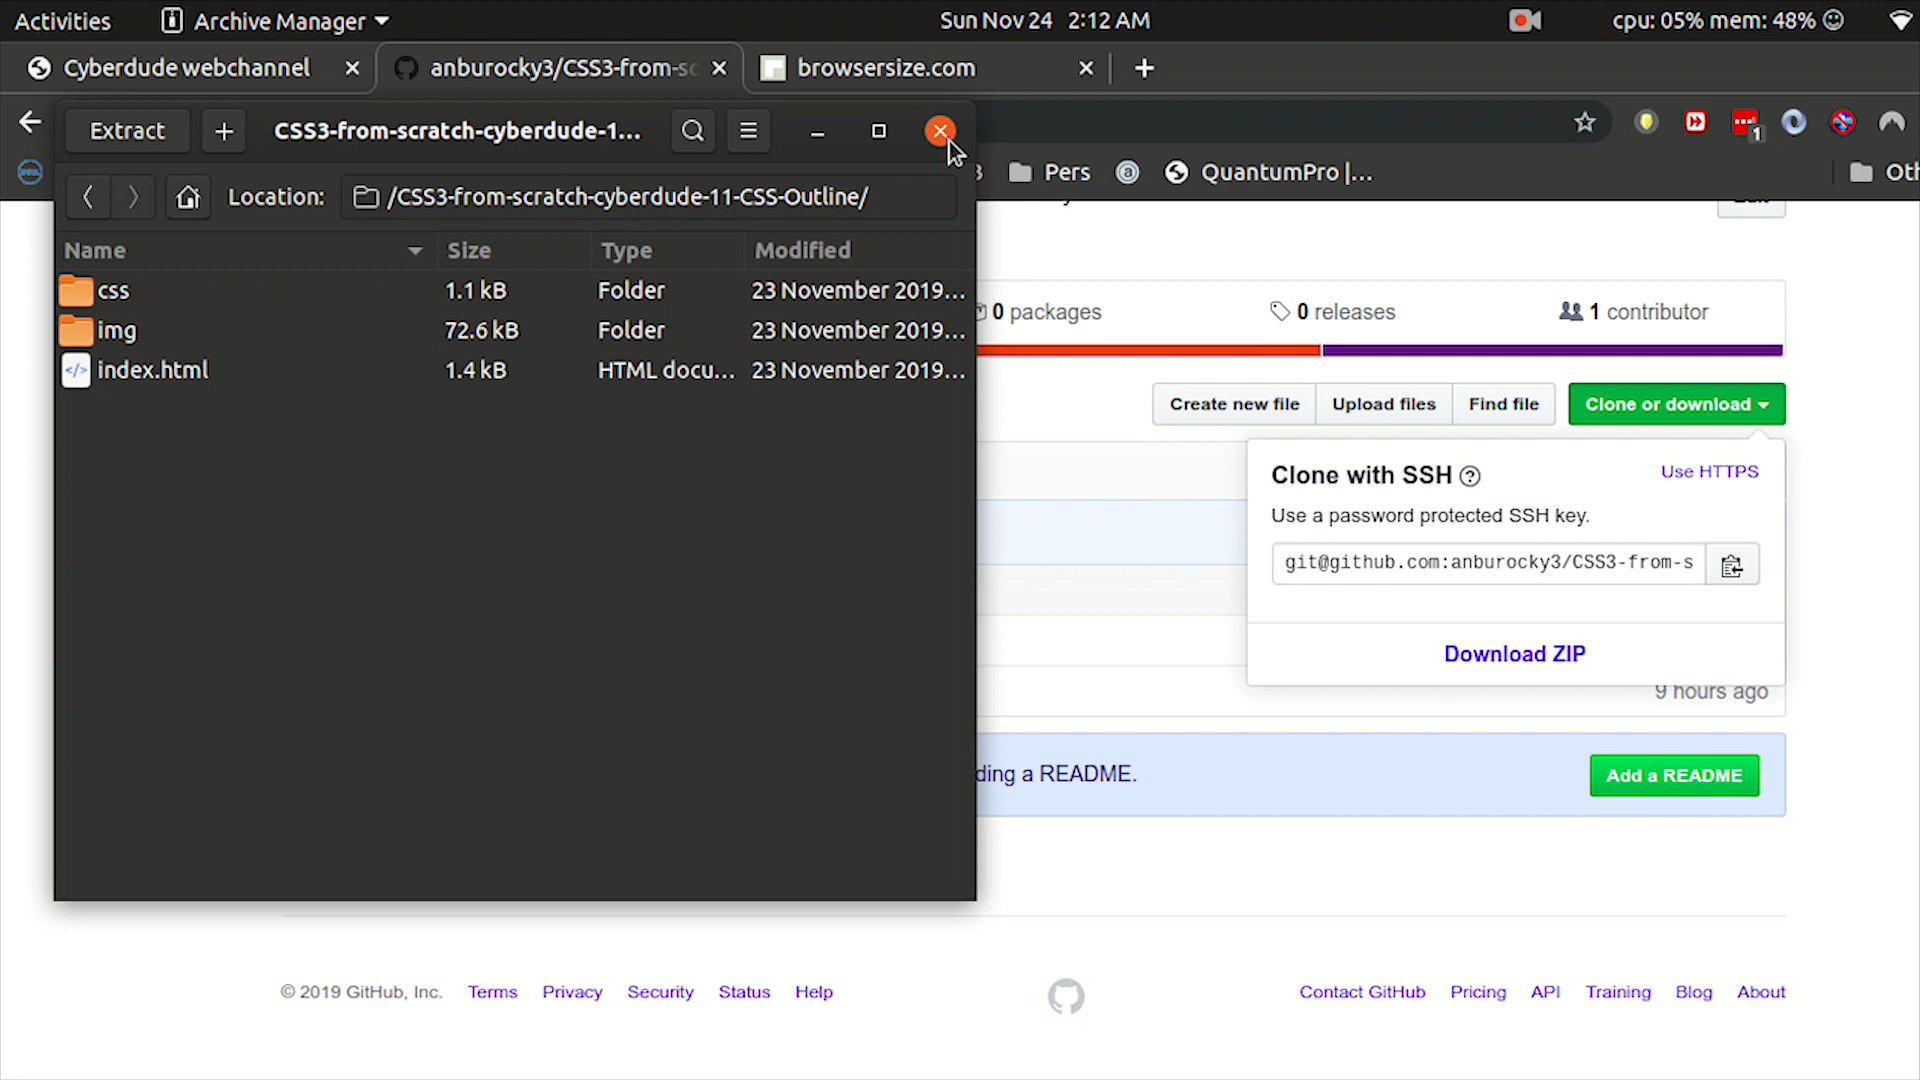 Activities Archive Manager Sun Nov 24 2:12 AM cpu: 05% mem: 48%
Cyberdude webchannel anburocky3/CSS3-from-sc browsersize.com
Extract CSS3-from-scratch-cyberdude-1... 1
Pers QuantumPro |...
Location: /CSS3-from-scratch-cyberdude-11-CSS-Outline/
Name Size Type Modified
css 1.1 kB Folder 23 November 2019...
img 72.6 kB Folder 23 November 2019...
index.html 1.4 kB HTML docu... 23 November 2019...
0 packages 0 releases 1 contributor
Create new file Upload files Find file Clone or download
Clone with SSH Use HTTPS
Use a password protected SSH key.
git@github.com:anburocky3/CSS3-from-s
Download ZIP
9 hours ago
ding a README. Add a README
© 2019 GitHub, Inc. Terms Privacy Security Status Help Contact GitHub Pricing API Training Blog About